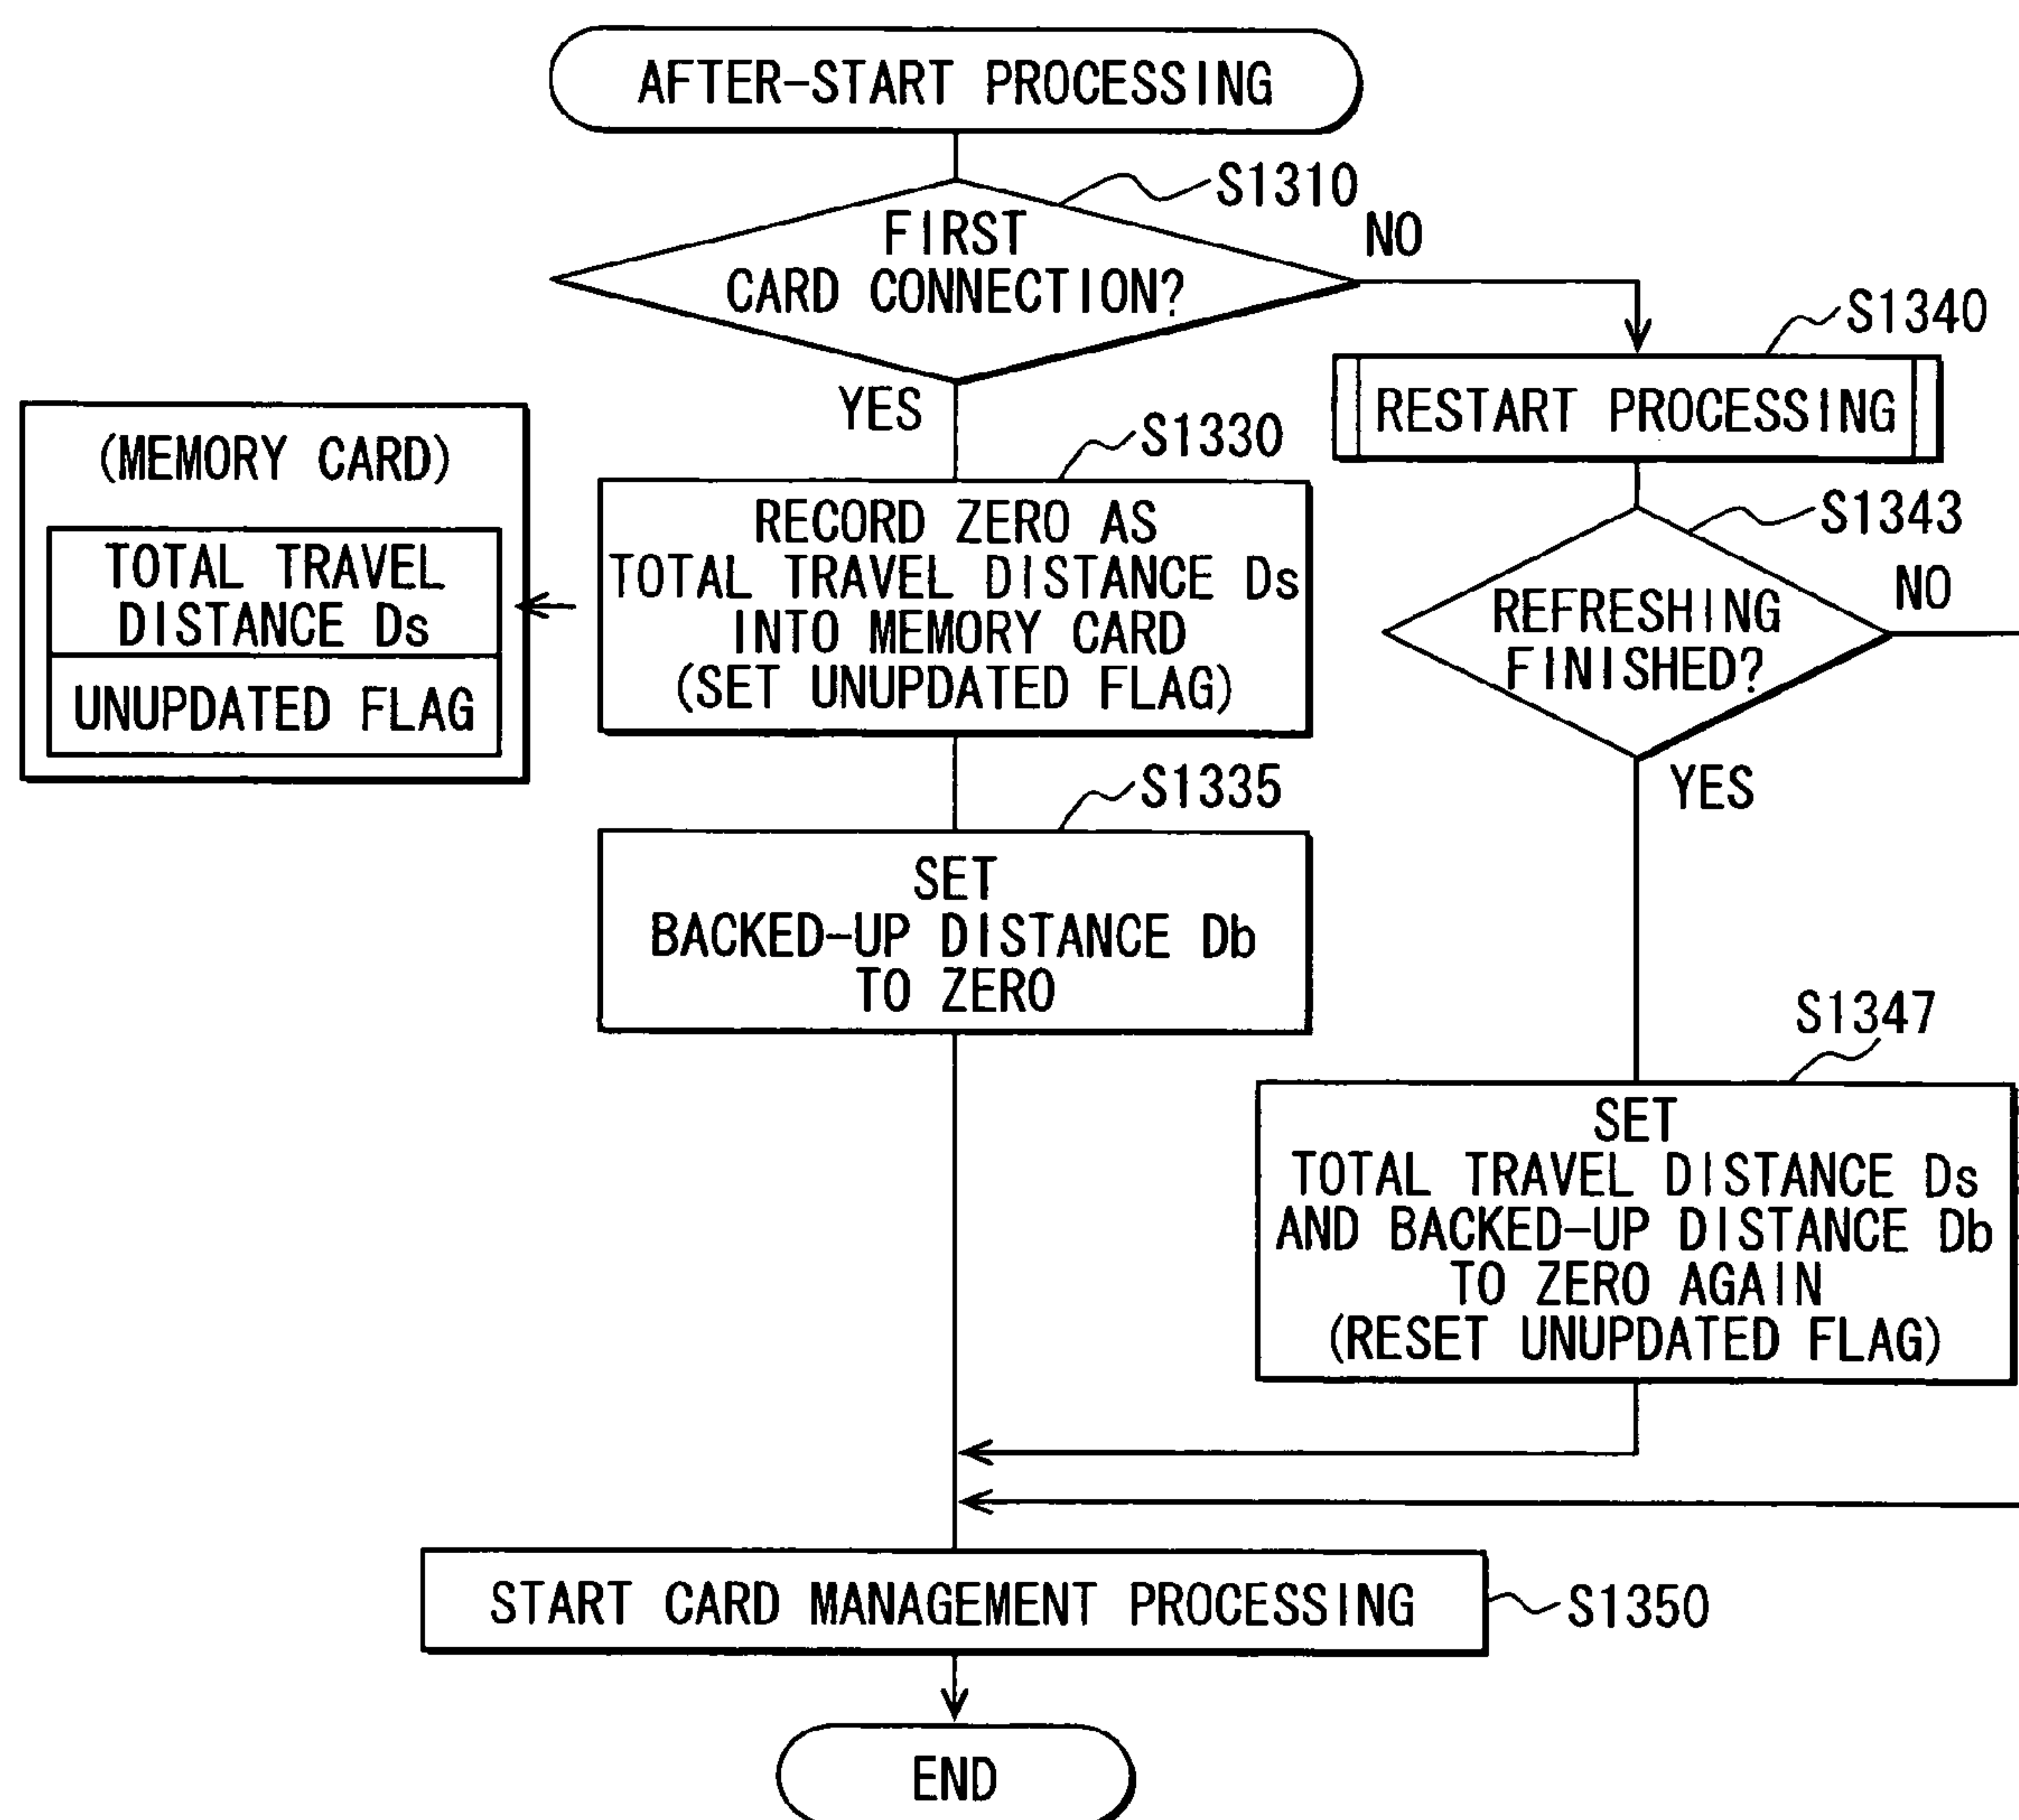 AFTER-START PROCESSING
S1310
FIRST
CARD CONNECTION?
NO
YES
S1340
RESTART PROCESSING
(MEMORY CARD)
TOTAL TRAVEL
DISTANCE Ds
UNUPDATED FLAG
S1330
RECORD ZERO AS
TOTAL TRAVEL DISTANCE Ds
INTO MEMORY CARD
(SET UNUPDATED FLAG)
S1343
REFRESHING
FINISHED?
NO
YES
S1335
SET
BACKED-UP DISTANCE Db
TO ZERO
S1347
SET
TOTAL TRAVEL DISTANCE Ds
AND BACKED-UP DISTANCE Db
TO ZERO AGAIN
(RESET UNUPDATED FLAG)
START CARD MANAGEMENT PROCESSING
S1350
END